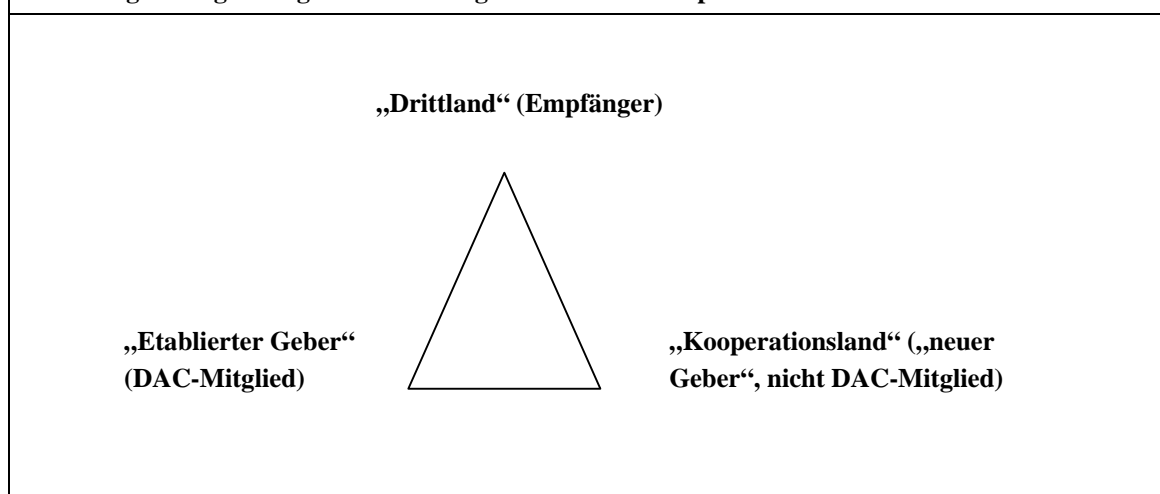 „Drittland“ (Empfänger)
„Etablierter Geber“
(DAC-Mitglied)
„Kooperationsland“ („neuer
Geber“, nicht DAC-Mitglied)